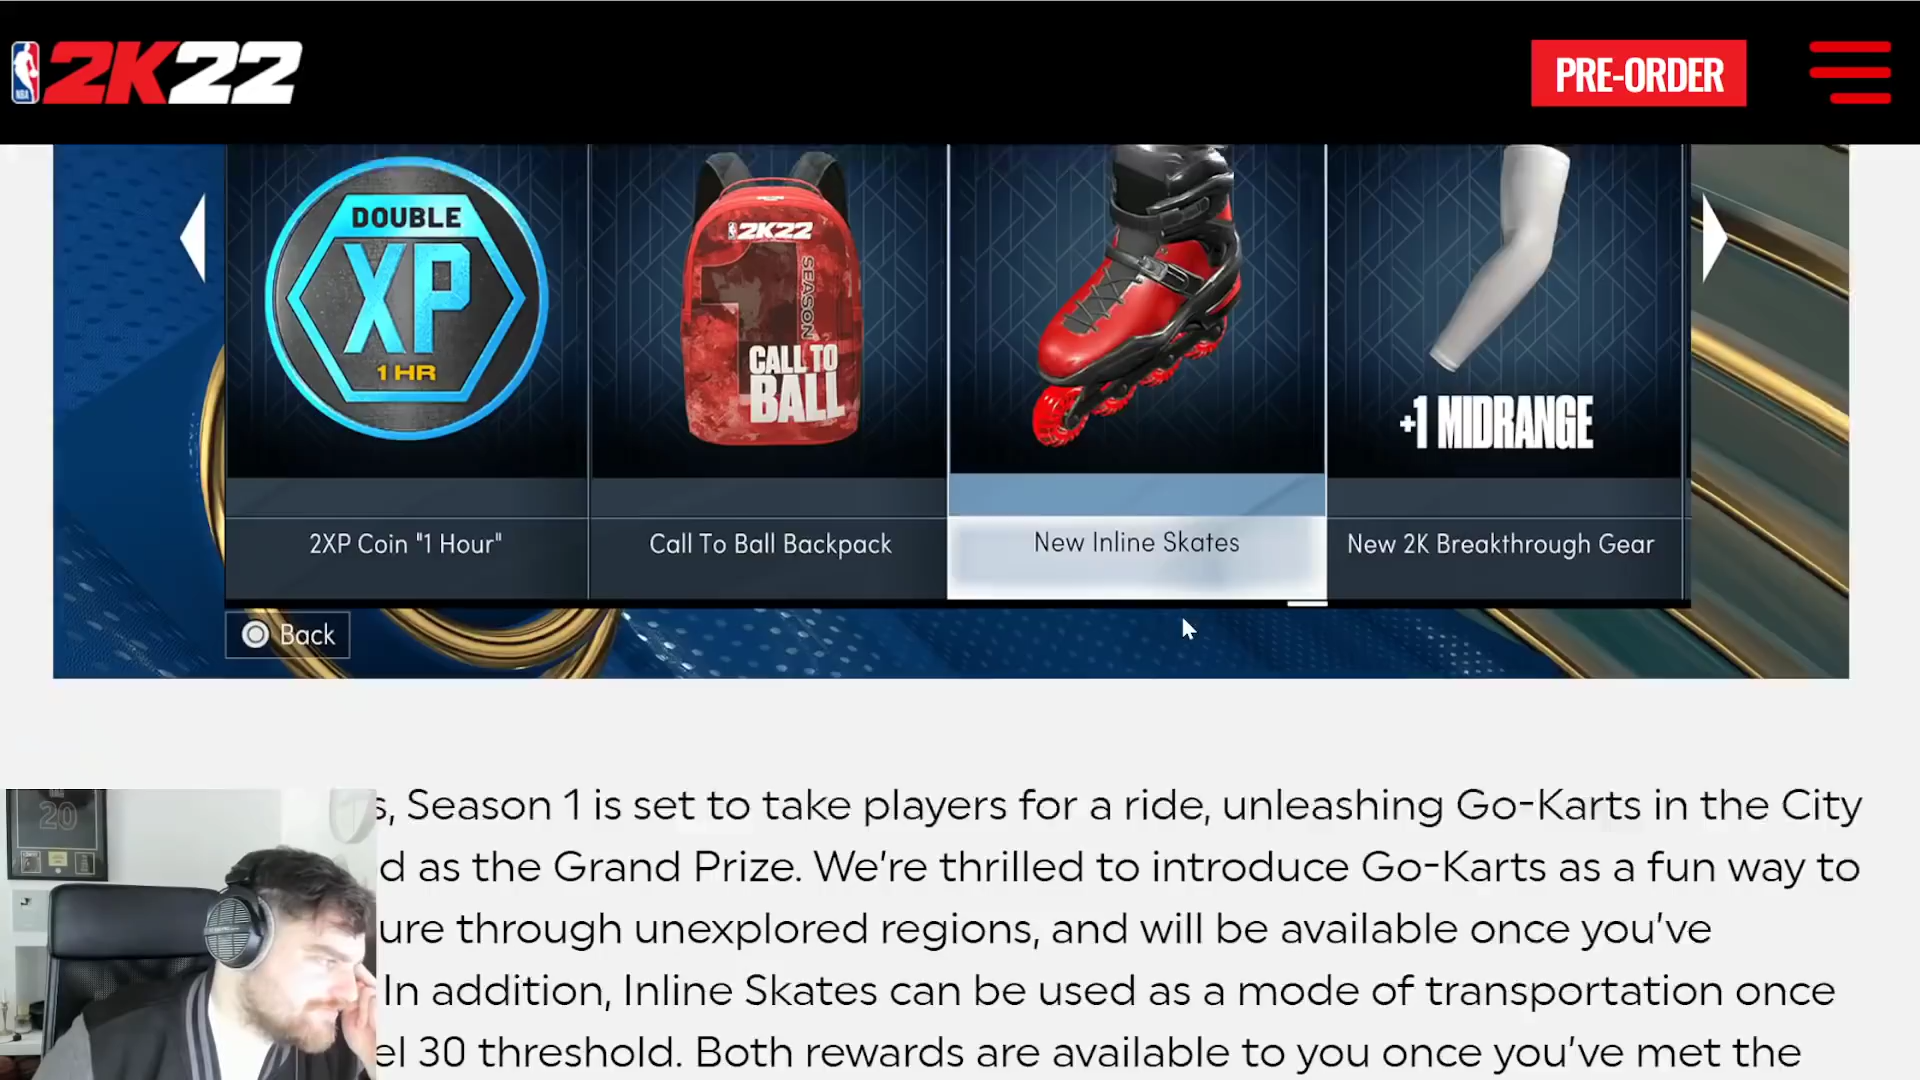 NBA 2K22
PRE-ORDER
DOUBLE
XP
1 HR
2K22
1 SEASON
CALL TO
BALL
+1 MIDRANGE
2XP Coin "1 Hour"
Call To Ball Backpack
New Inline Skates
New 2K Breakthrough Gear
Back
s, Season 1 is set to take players for a ride, unleashing Go-Karts in the City
d as the Grand Prize. We're thrilled to introduce Go-Karts as a fun way to
ure through unexplored regions, and will be available once you've
In addition, Inline Skates can be used as a mode of transportation once
el 30 threshold. Both rewards are available to you once you've met the
20